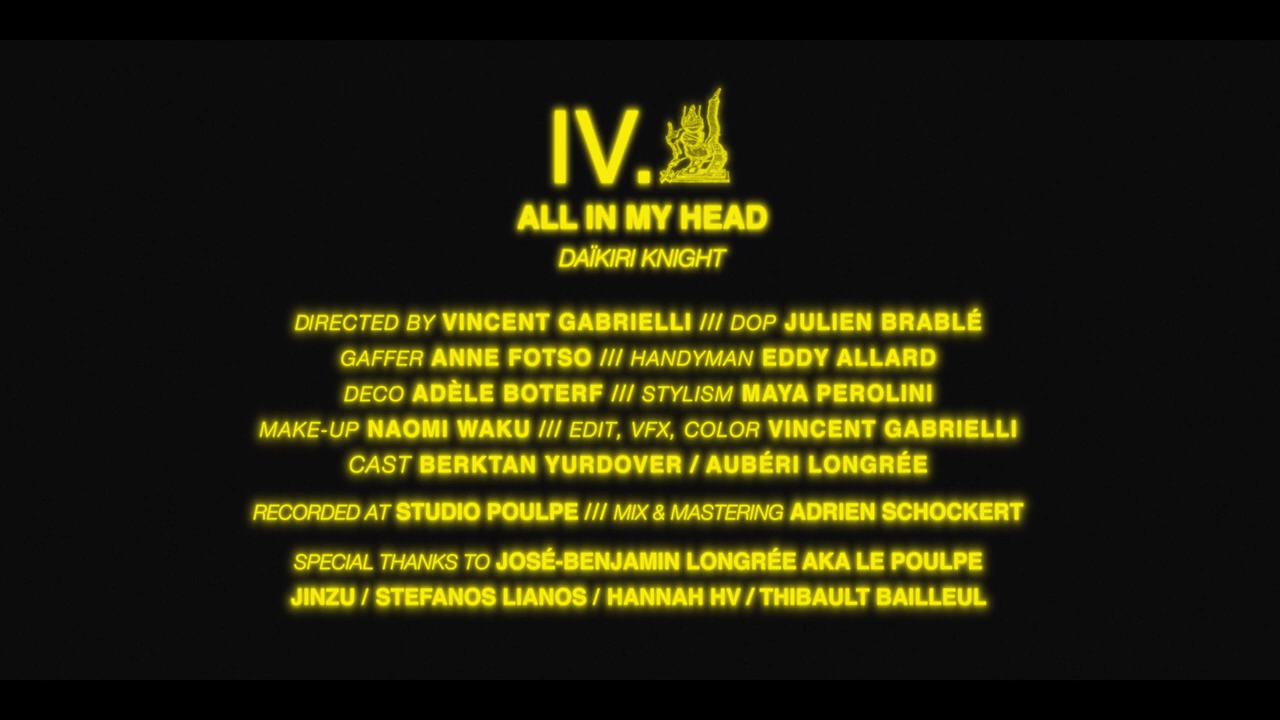 IV.
ALL IN MY HEAD
DAÏKIRI KNIGHT
DIRECTED BY VINCENT GABRIELLI /// DOP JULIEN BRABLÉ
GAFFER ANNE FOTSO /// HANDYMAN EDDY ALLARD
DECO ADÈLE BOTERF /// STYLISM MAYA PEROLINI
MAKE-UP NAOMI WAKU /// EDIT, VFX, COLOR VINCENT GABRIELLI
CAST BERKTAN YURDOVER / AUBÉRI LONGRÉE
RECORDED AT STUDIO POULPE /// MIX & MASTERING ADRIEN SCHOCKERT
SPECIAL THANKS TO JOSÉ-BENJAMIN LONGRÉE AKA LE POULPE
JINZU / STEFANOS LIANOS / HANNAH HV / THIBAULT BAILLEUL